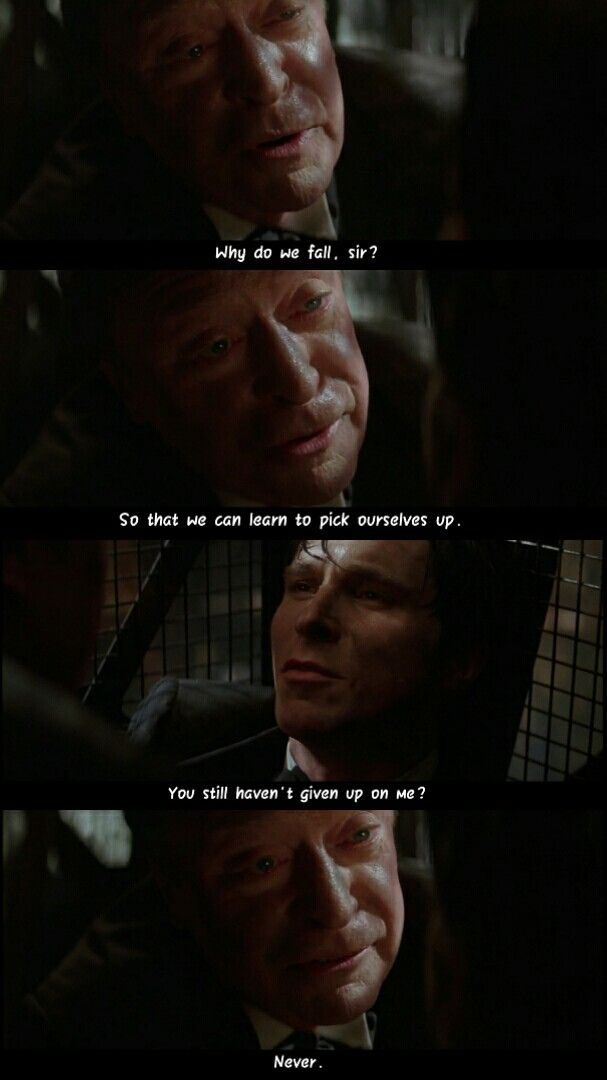 Why do we fall, sir?
So that we can learn to pick ourselves up.
You still haven't given up on me?
Never.